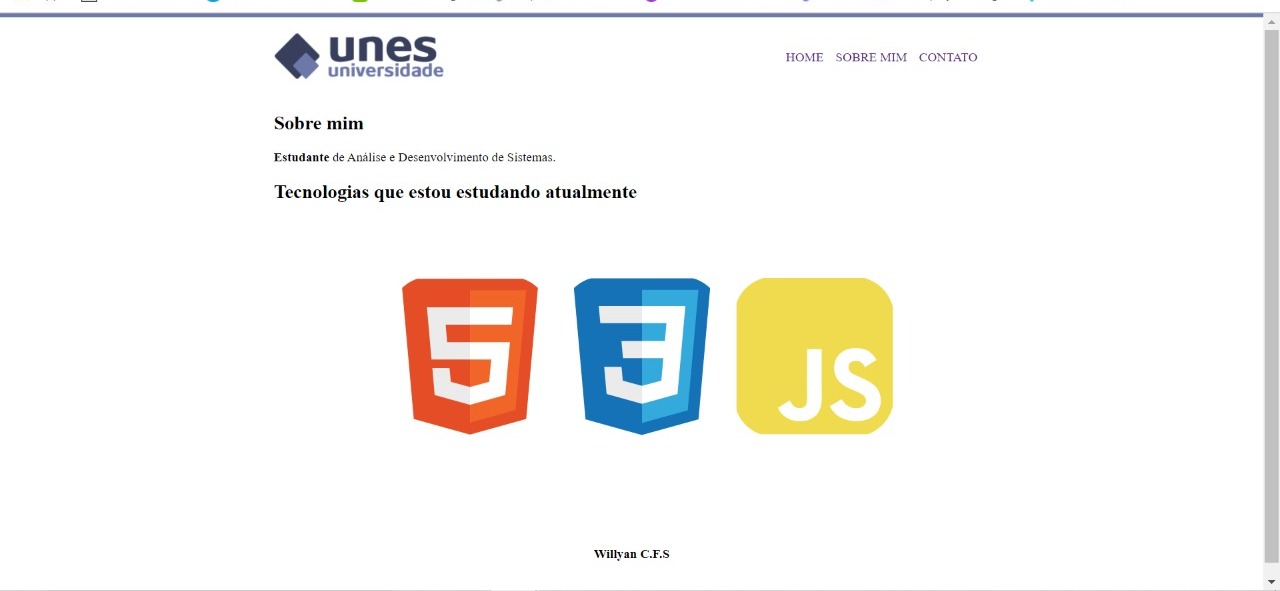 unes
universidade
HOME SOBRE MIM CONTATO
Sobre mim
Estudante de Análise e Desenvolvimento de Sistemas.
Tecnologias que estou estudando atualmente
5 3 JS
Willyan C.F.S